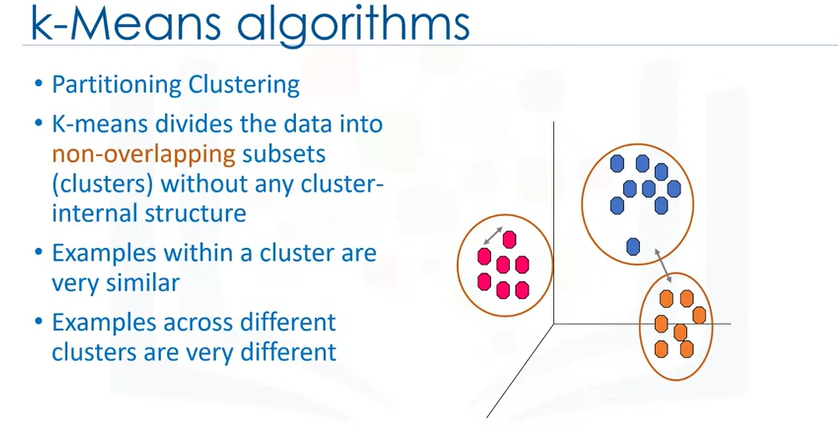 k-Means algorithms
• Partitioning Clustering
• K-means divides the data into
non-overlapping subsets
(clusters) without any cluster-
internal structure
• Examples within a cluster are
very similar
• Examples across different
clusters are very different